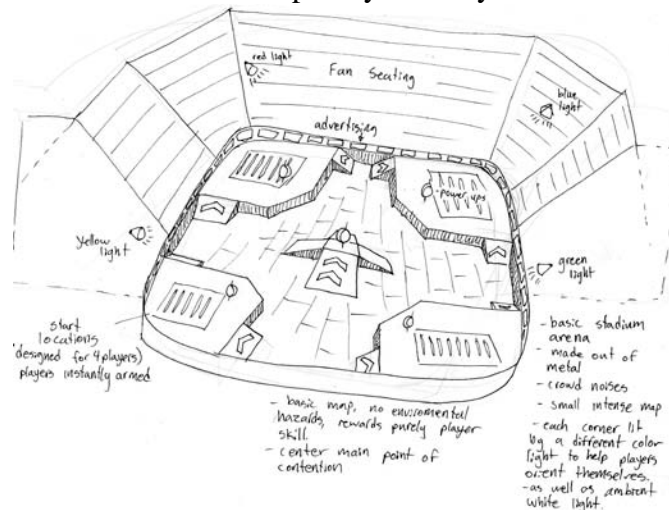 red light
Fan Seating
blue
light
advertising
power ups
yellow
light
green
light
start
locations
(designed for 4 players)
players instantly armed
- basic map, no enviromental
hazards, rewards purely player
skill.
- center main point of
contention
- basic stadium
arena
- made out of
metal
- crowd noises
- small intense map
- each corner lit
by a different color
light to help players
orient themselves.
- as well as ambient
white light.